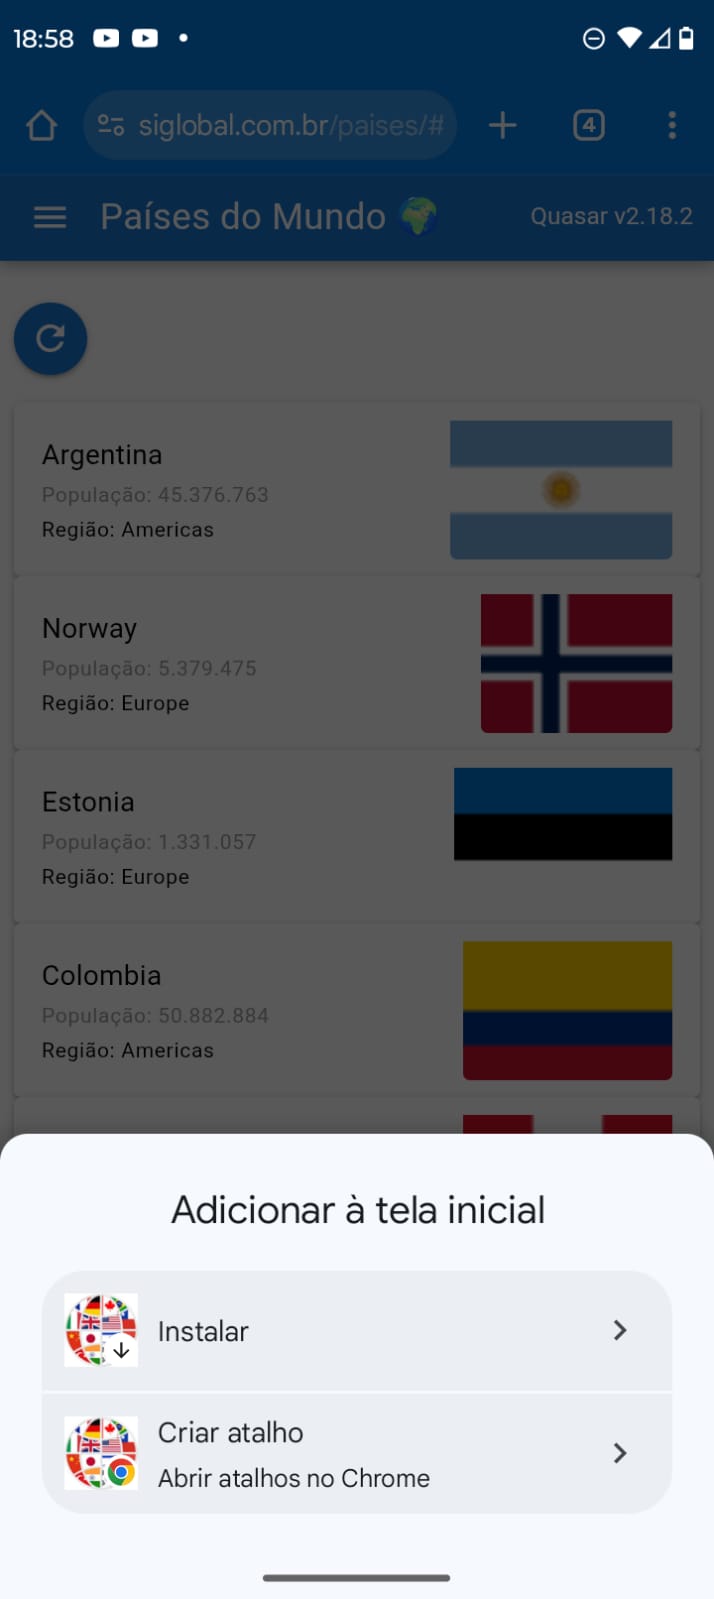 18:58
siglobal.com.br/paises/#
4
Países do Mundo
Quasar v2.18.2
Argentina
População: 45.376.763
Região: Americas
Norway
População: 5.379.475
Região: Europe
Estonia
População: 1.331.057
Região: Europe
Colombia
População: 50.882.884
Região: Americas
Adicionar à tela inicial
Instalar
Criar atalho
Abrir atalhos no Chrome